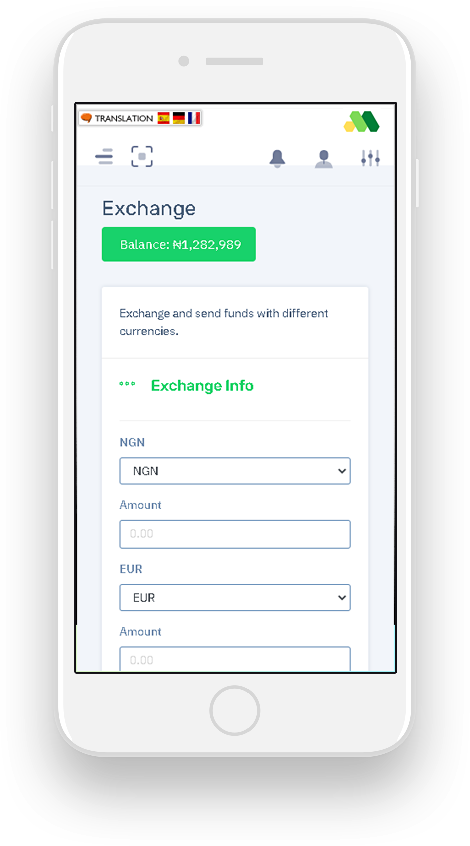 TRANSLATION
Exchange
Balance: ₦1,282,989
Exchange and send funds with different
currencies.
Exchange Info
NGN
NGN
Amount
0.00
EUR
EUR
Amount
0.00